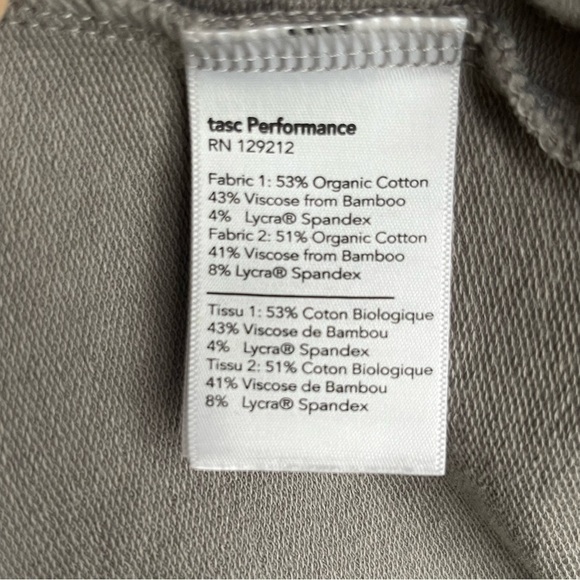 tasc Performance
RN 129212
Fabric 1: 53% Organic Cotton
43% Viscose from Bamboo
4% Lycra® Spandex
Fabric 2: 51% Organic Cotton
41% Viscose from Bamboo
8% Lycra® Spandex
Tissu 1: 53% Coton Biologique
43% Viscose de Bambou
4% Lycra® Spandex
Tissu 2: 51% Coton Biologique
41% Viscose de Bambou
8% Lycra® Spandex